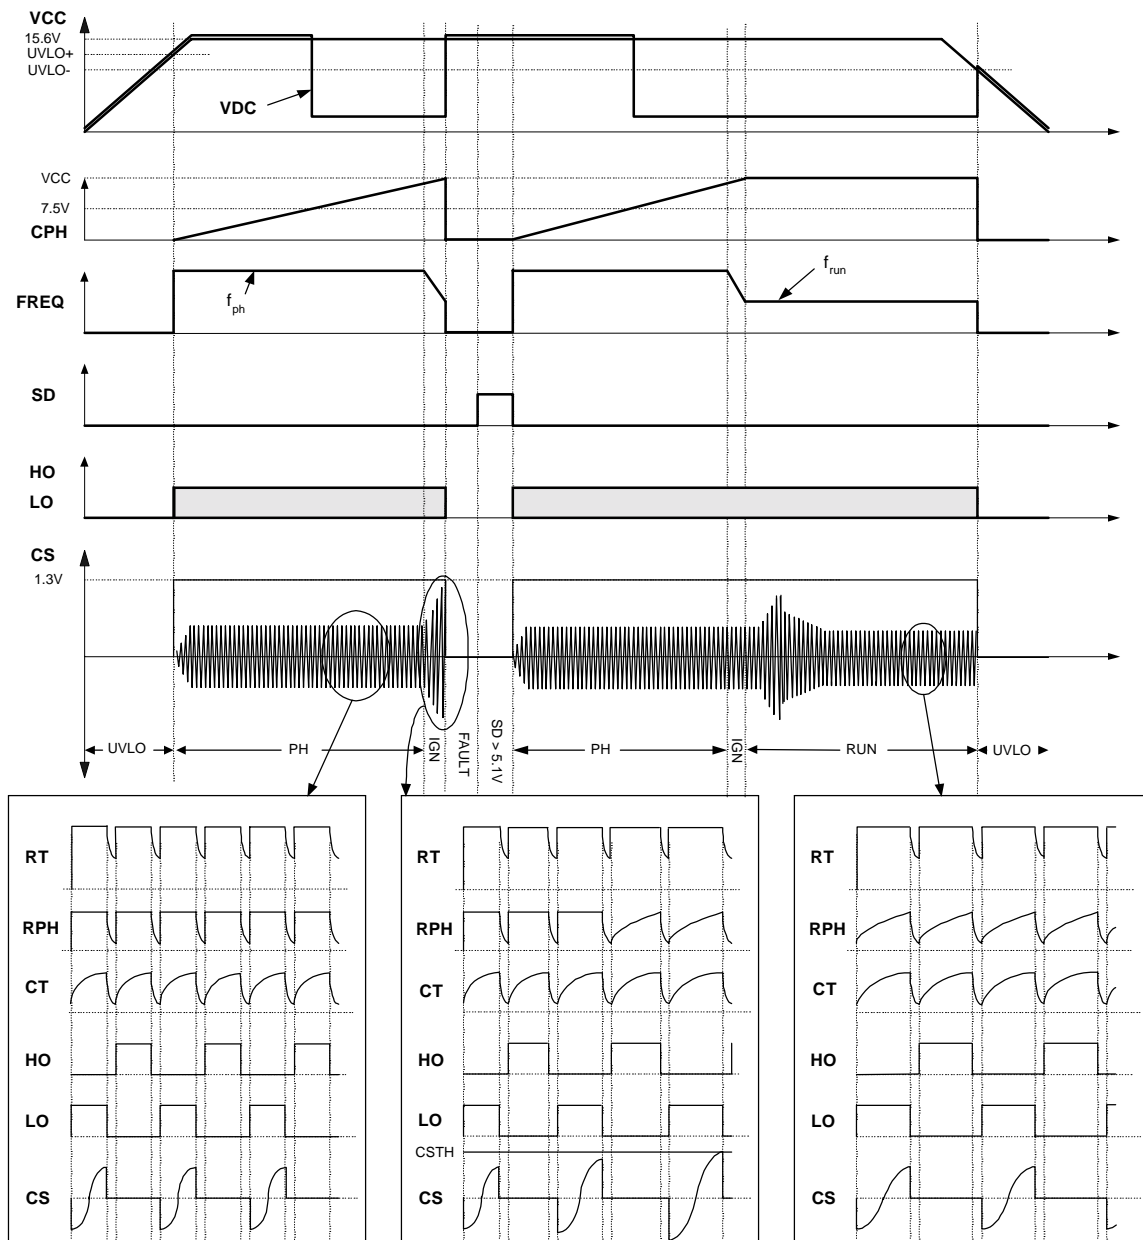 VCC
15.6V
UVLO+
UVLO-
VDC
VCC
7.5V
CPH
FREQ
f_ph
f_run
SD
HO
LO
CS
1.3V
UVLO
PH
IGN
FAULT
SD > 5.1V
PH
IGN
RUN
UVLO
RT
RPH
CT
HO
LO
CS
RT
RPH
CT
HO
LO
CSTH
CS
RT
RPH
CT
HO
LO
CS